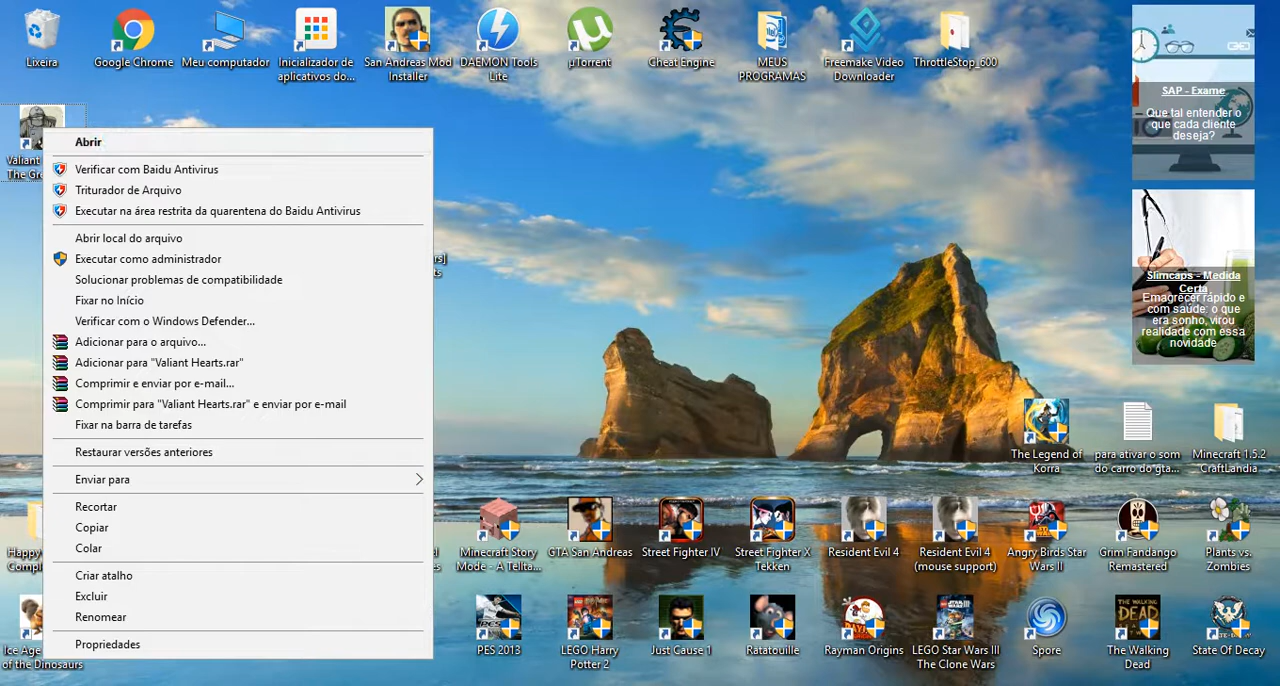 Lixeira
Google Chrome
Meu computador
Inicializador de
aplicativos do...
San Andreas Mod
Installer
DAEMON Tools
Lite
µTorrent
Cheat Engine
MEUS
PROGRAMAS
Freemake Video
Downloader
ThrottleStop_600
SAP - Exame
Que tal entender o
que cada cliente
deseja?
Valiant
The Gre
Abrir
Verificar com Baidu Antivirus
Triturador de Arquivo
Executar na área restrita da quarentena do Baidu Antivirus
Abrir local do arquivo
Executar como administrador
Solucionar problemas de compatibilidade
Fixar no Início
Verificar com o Windows Defender...
Adicionar para o arquivo...
Adicionar para "Valiant Hearts.rar"
Comprimir e enviar por e-mail...
Comprimir para "Valiant Hearts.rar" e enviar por e-mail
Fixar na barra de tarefas
Restaurar versões anteriores
Enviar para
Recortar
Copiar
Colar
Criar atalho
Excluir
Renomear
Propriedades
Slimcaps - Medida
Certa
Emagrecer rápido e
com saúde: o que
era sonho, virou
realidade com essa
novidade
The Legend of
Korra
para ativar o som
do carro do gta...
Minecraft 1.5.2
CraftLandia
Happy
Compl
Minecraft Story
Mode - A Tellta...
GTA San Andreas
Street Fighter IV
Street Fighter X
Tekken
Resident Evil 4
Resident Evil 4
(mouse support)
Angry Birds Star
Wars II
Grim Fandango
Remastered
Plants vs.
Zombies
Ice Age
of the Dinosaurs
PES 2013
LEGO Harry
Potter 2
Just Cause 1
Ratatouille
Rayman Origins
LEGO Star Wars III
The Clone Wars
Spore
The Walking
Dead
State Of Decay